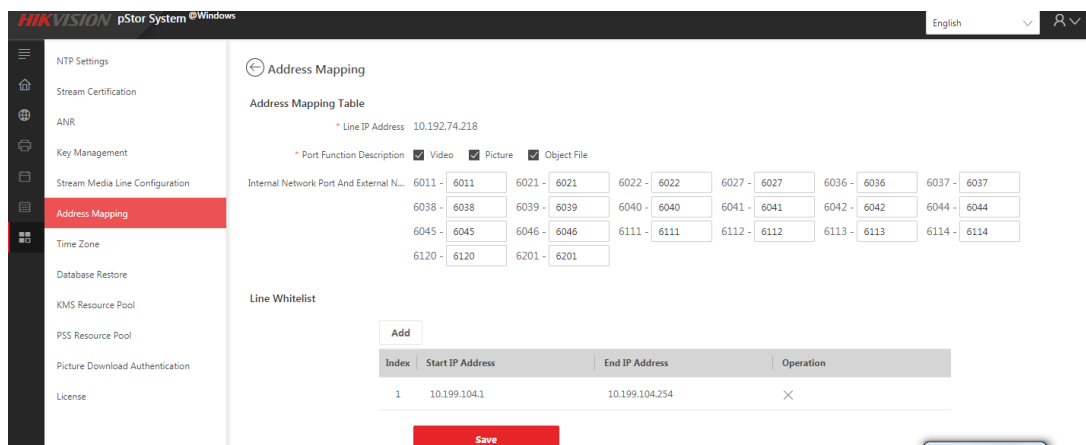 HIKVISION pStor System @Windows
English
NTP Settings
Stream Certification
ANR
Key Management
Stream Media Line Configuration
Address Mapping
Time Zone
Database Restore
KMS Resource Pool
PSS Resource Pool
Picture Download Authentication
License
Address Mapping
Address Mapping Table
* Line IP Address 10.192.74.218
* Port Function Description Video Picture Object File
Internal Network Port And External N... 6011 - 6011 6021 - 6021 6022 - 6022 6027 - 6027 6036 - 6036 6037 - 6037
6038 - 6038 6039 - 6039 6040 - 6040 6041 - 6041 6042 - 6042 6044 - 6044
6045 - 6045 6046 - 6046 6111 - 6111 6112 - 6112 6113 - 6113 6114 - 6114
6120 - 6120 6201 - 6201
Line Whitelist
Add
Index Start IP Address End IP Address Operation
1 10.199.104.1 10.199.104.254
Save